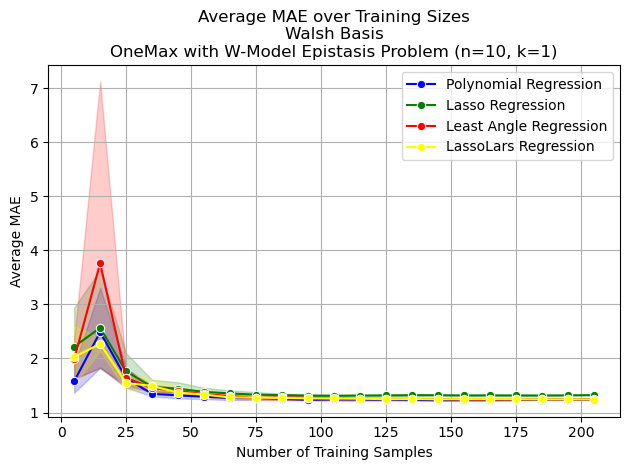 Average MAE over Training Sizes
Walsh Basis
OneMax with W-Model Epistasis Problem (n=10, k=1)
Polynomial Regression
Lasso Regression
Least Angle Regression
LassoLars Regression
Average MAE
7
6
5
4
3
2
1
0 25 50 75 100 125 150 175 200
Number of Training Samples